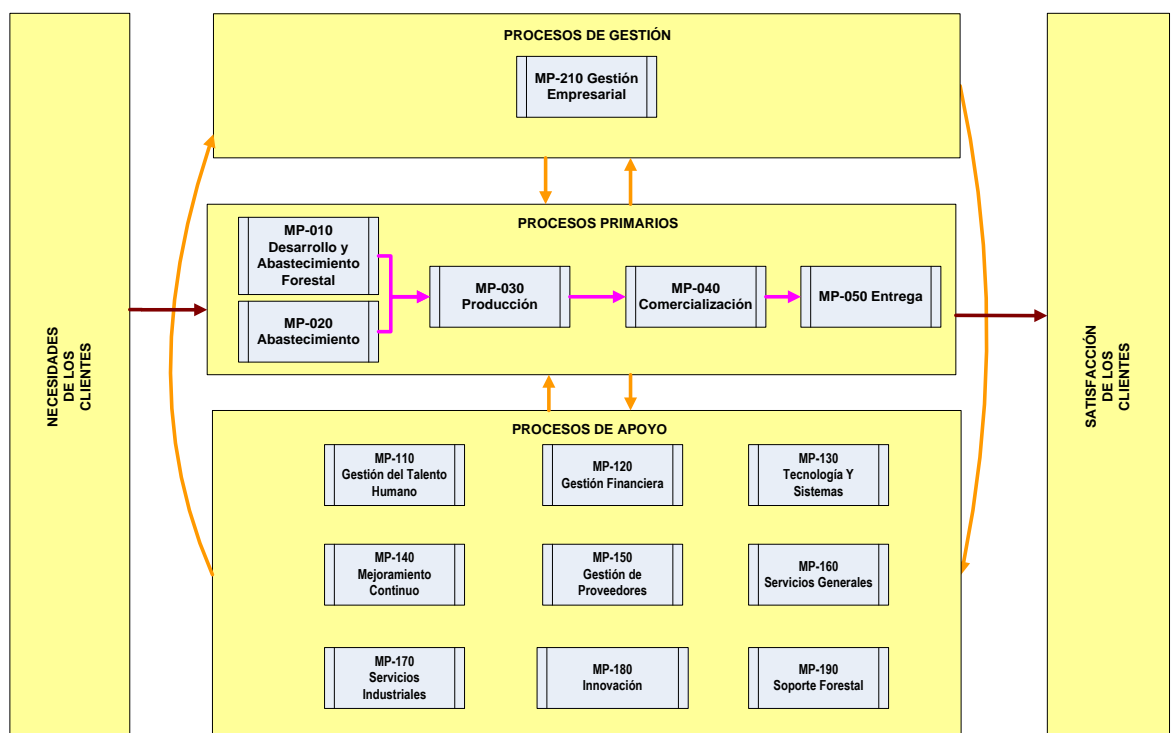 PROCESOS DE GESTIÓN
MP-210 Gestión
Empresarial
NECESIDADES
DE LOS
CLIENTES
PROCESOS PRIMARIOS
MP-010
Desarrollo y
Abastecimiento
Forestal
MP-020
Abastecimiento
MP-030
Producción
MP-040
Comercialización
MP-050 Entrega
SATISFACCIÓN
DE LOS
CLIENTES
PROCESOS DE APOYO
MP-110
Gestión del Talento
Humano
MP-120
Gestión Financiera
MP-130
Tecnología Y
Sistemas
MP-140
Mejoramiento
Continuo
MP-150
Gestión de
Proveedores
MP-160
Servicios Generales
MP-170
Servicios
Industriales
MP-180
Innovación
MP-190
Soporte Forestal